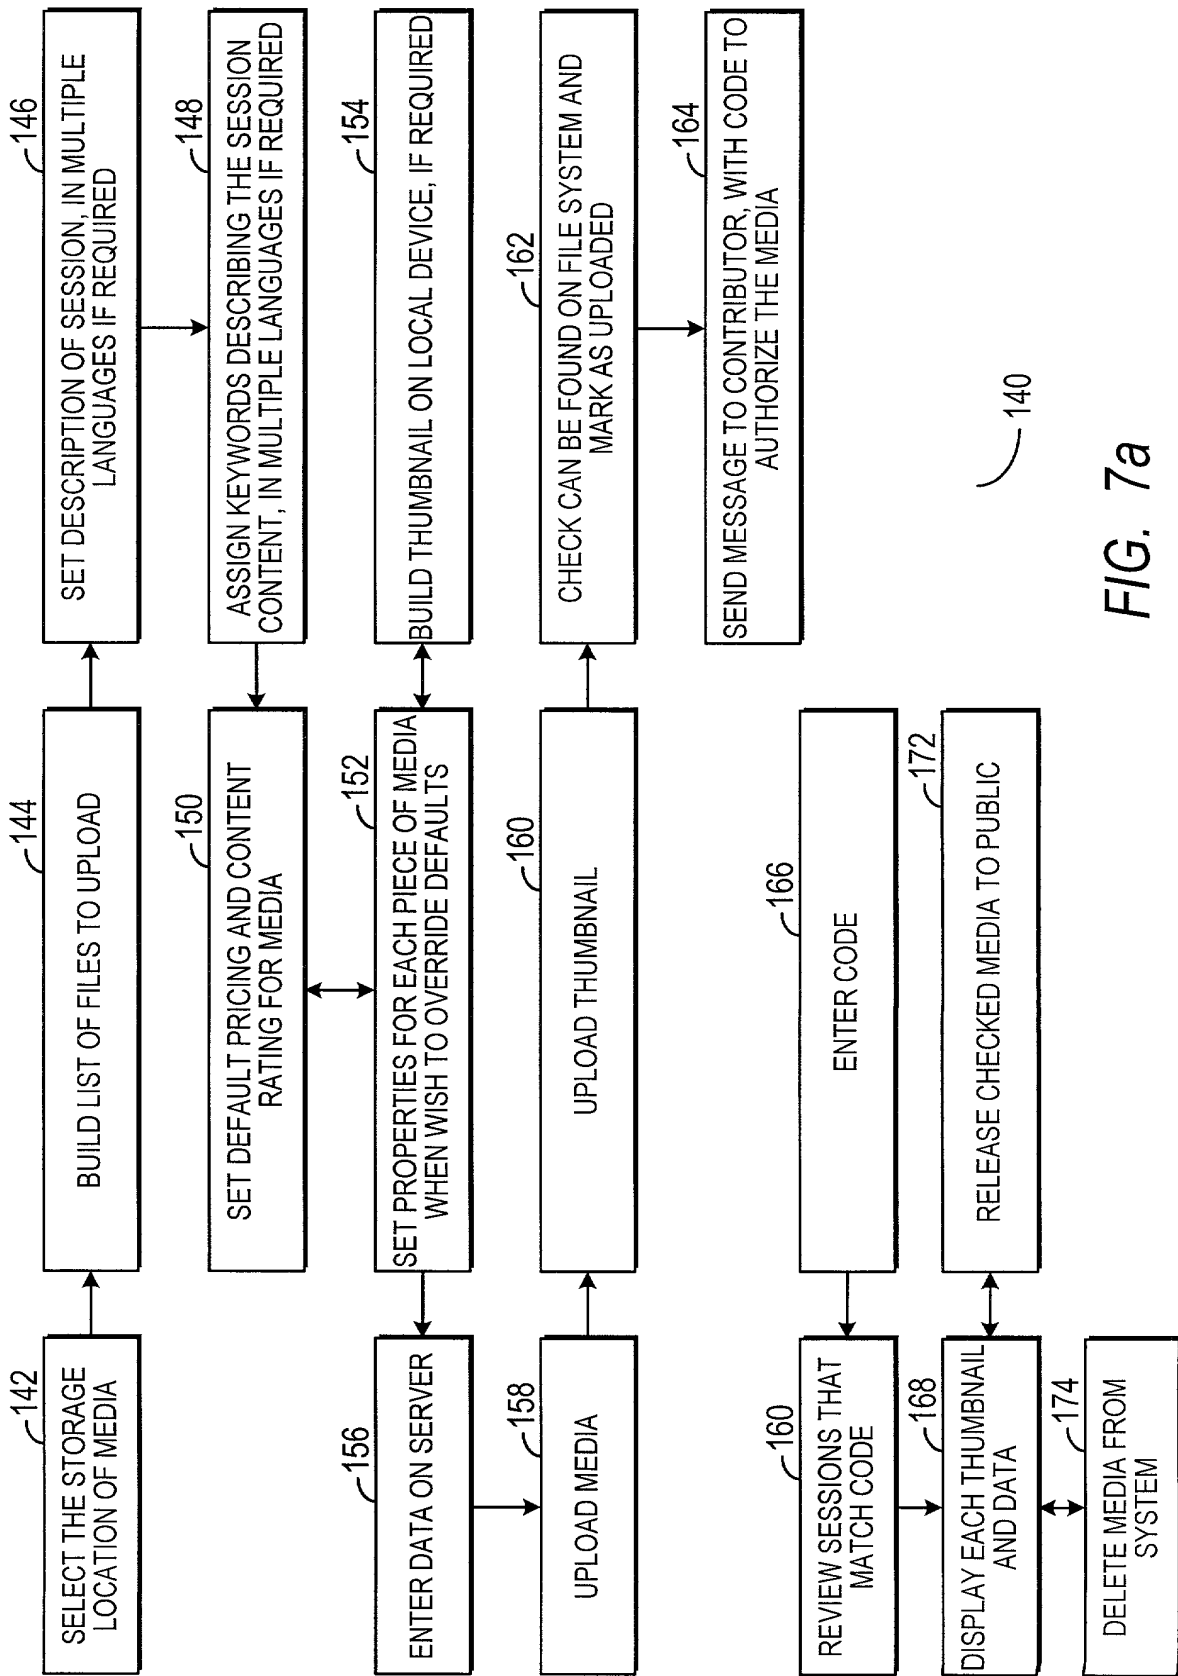 142
SELECT THE STORAGE
LOCATION OF MEDIA
144
BUILD LIST OF FILES TO UPLOAD
146
SET DESCRIPTION OF SESSION, IN MULTIPLE
LANGUAGES IF REQUIRED
148
ASSIGN KEYWORDS DESCRIBING THE SESSION
CONTENT, IN MULTIPLE LANGUAGES IF REQUIRED
150
SET DEFAULT PRICING AND CONTENT
RATING FOR MEDIA
152
SET PROPERTIES FOR EACH PIECE OF MEDIA
WHEN WISH TO OVERRIDE DEFAULTS
154
BUILD THUMBNAIL ON LOCAL DEVICE, IF REQUIRED
156
ENTER DATA ON SERVER
158
UPLOAD MEDIA
160
UPLOAD THUMBNAIL
162
CHECK CAN BE FOUND ON FILE SYSTEM AND
MARK AS UPLOADED
164
SEND MESSAGE TO CONTRIBUTOR, WITH CODE TO
AUTHORIZE THE MEDIA
166
ENTER CODE
160
REVIEW SESSIONS THAT
MATCH CODE
168
DISPLAY EACH THUMBNAIL
AND DATA
172
RELEASE CHECKED MEDIA TO PUBLIC
174
DELETE MEDIA FROM
SYSTEM
140
FIG. 7a